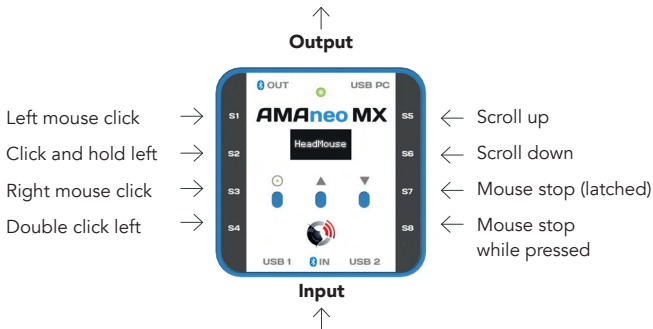 Output
OUT
USB PC
Left mouse click
S1
AMAneo MX
S5
Scroll up
Click and hold left
S2
HeadMouse
S6
Scroll down
Right mouse click
S3
S7
Mouse stop (latched)
Double click left
S4
S8
Mouse stop
while pressed
USB 1
IN
USB 2
Input